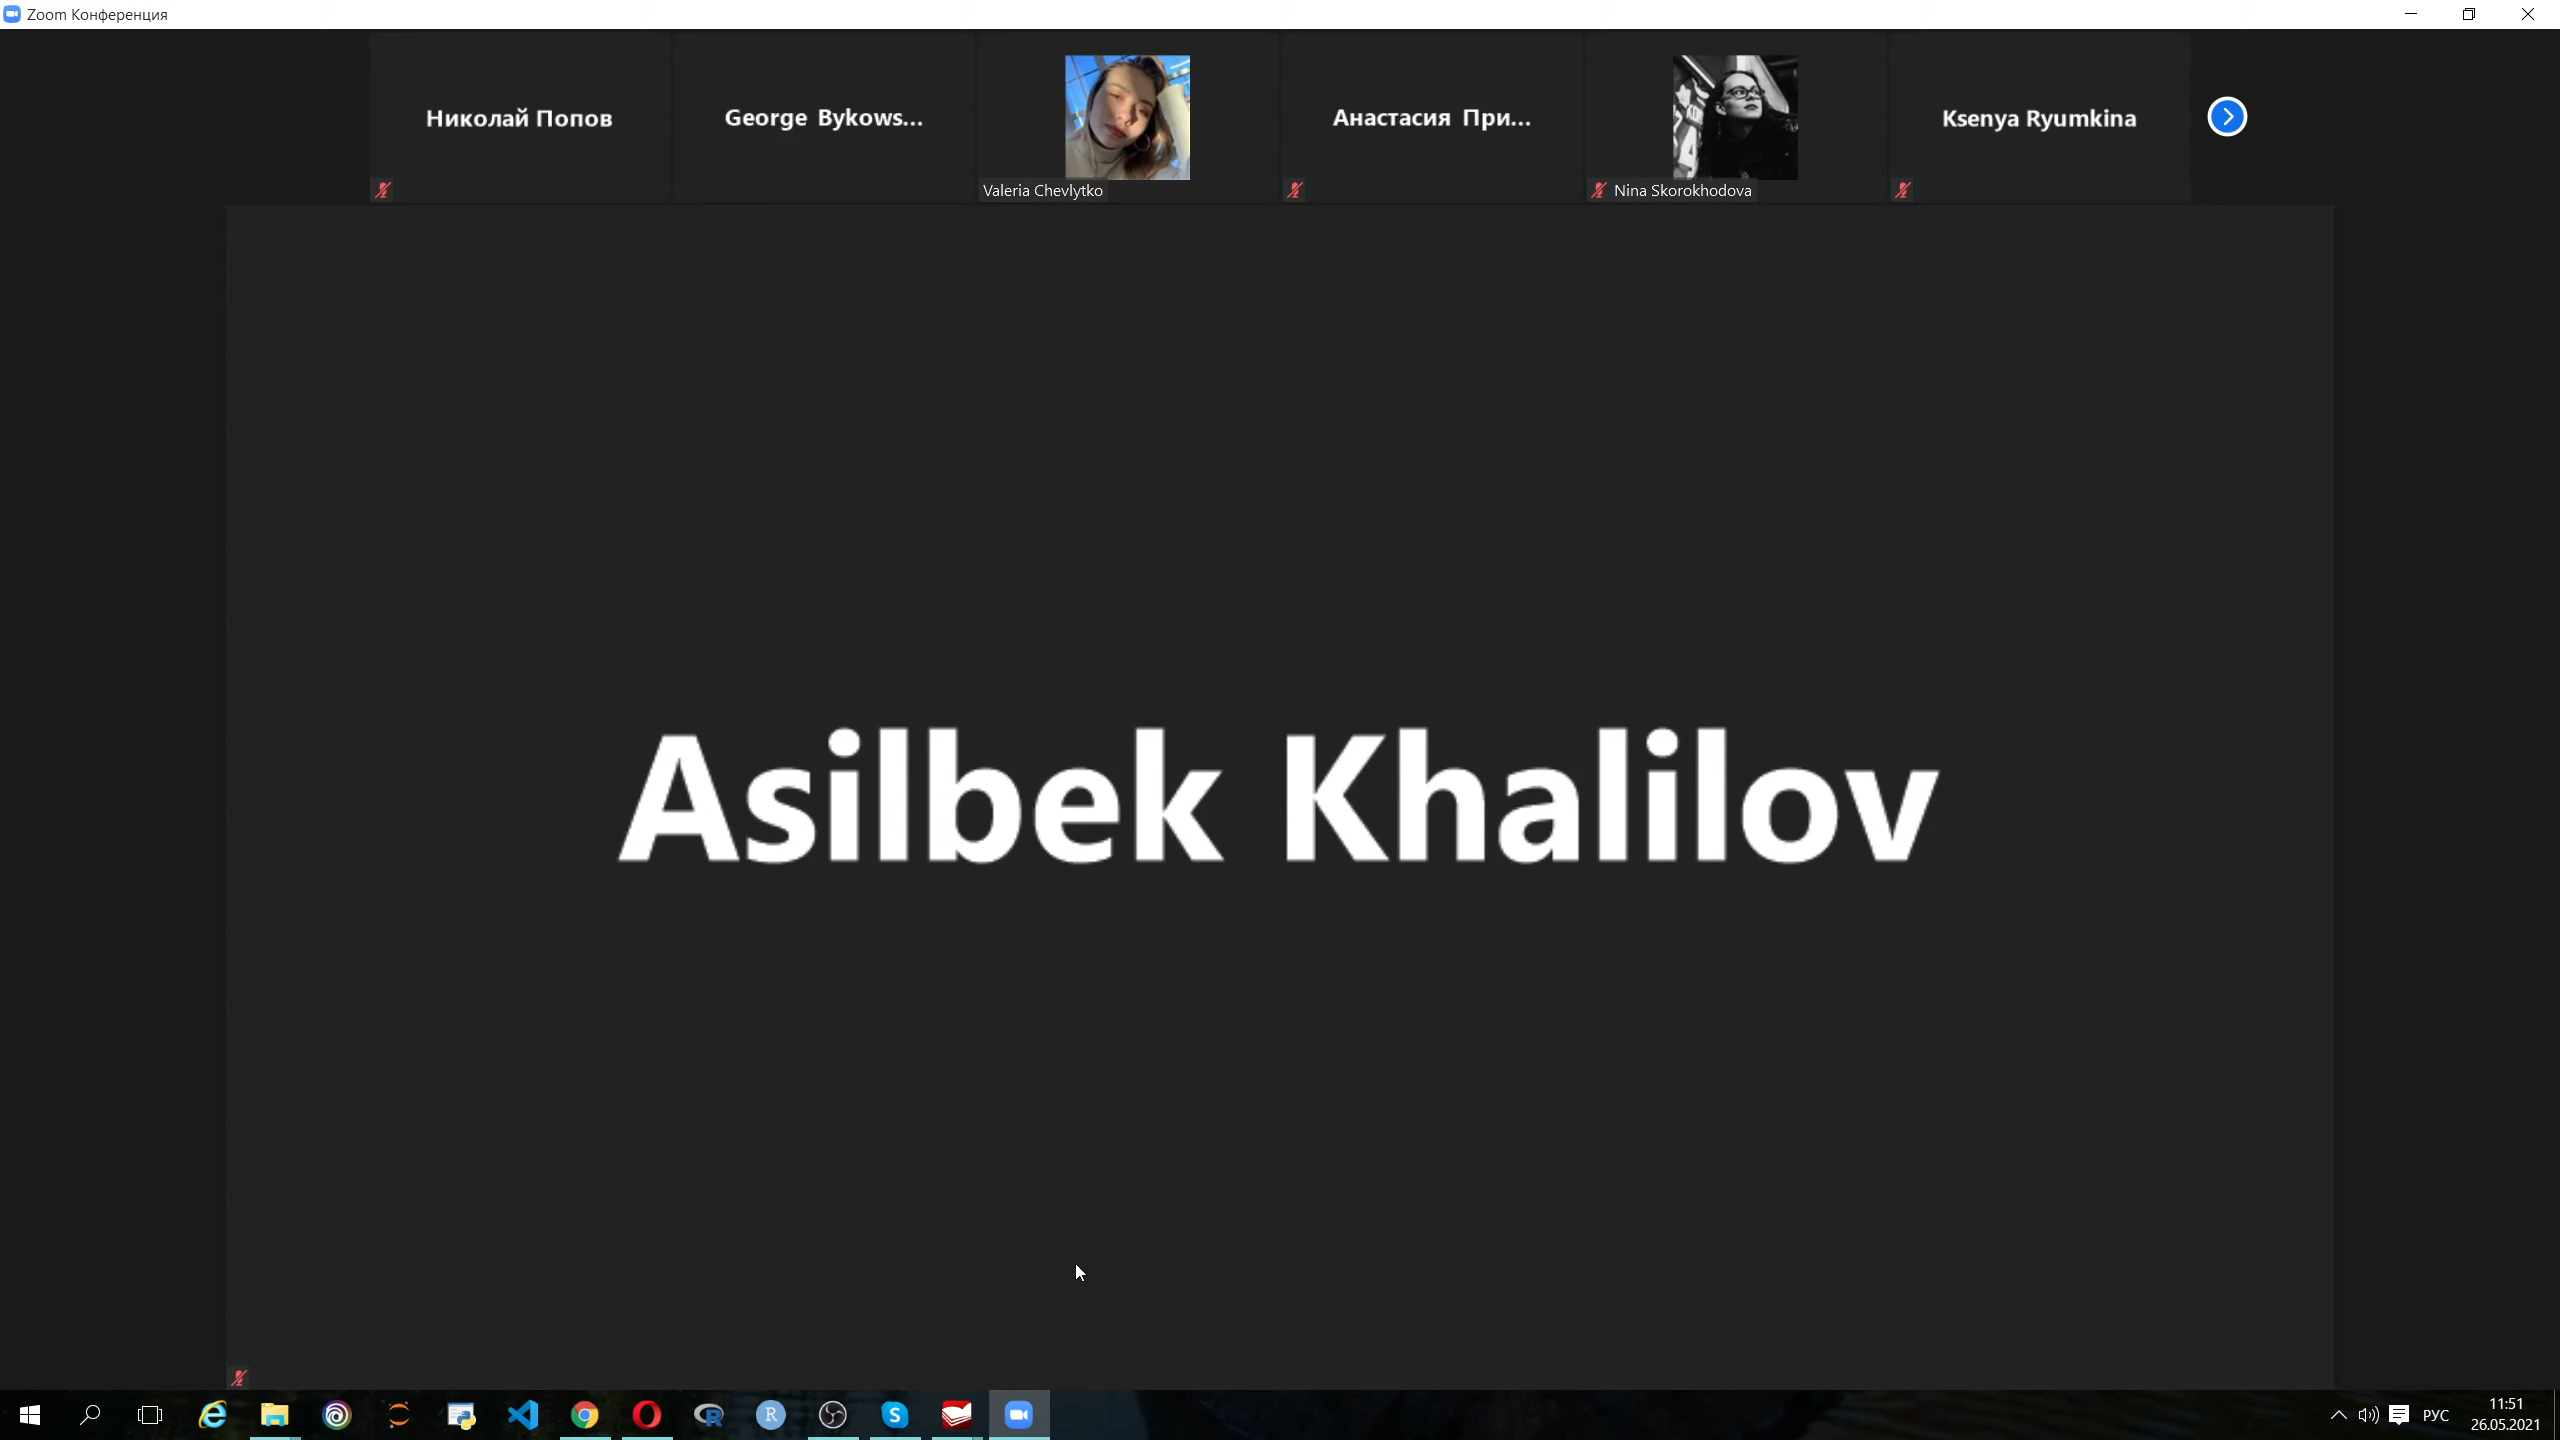 Zoom Конференция
Николай Попов
George Bykows...
Valeria Chevlytko
Анастасия При...
Nina Skorokhodova
Ksenya Ryumkina
Asilbek Khalilov
РУС
11:51
26.05.2021